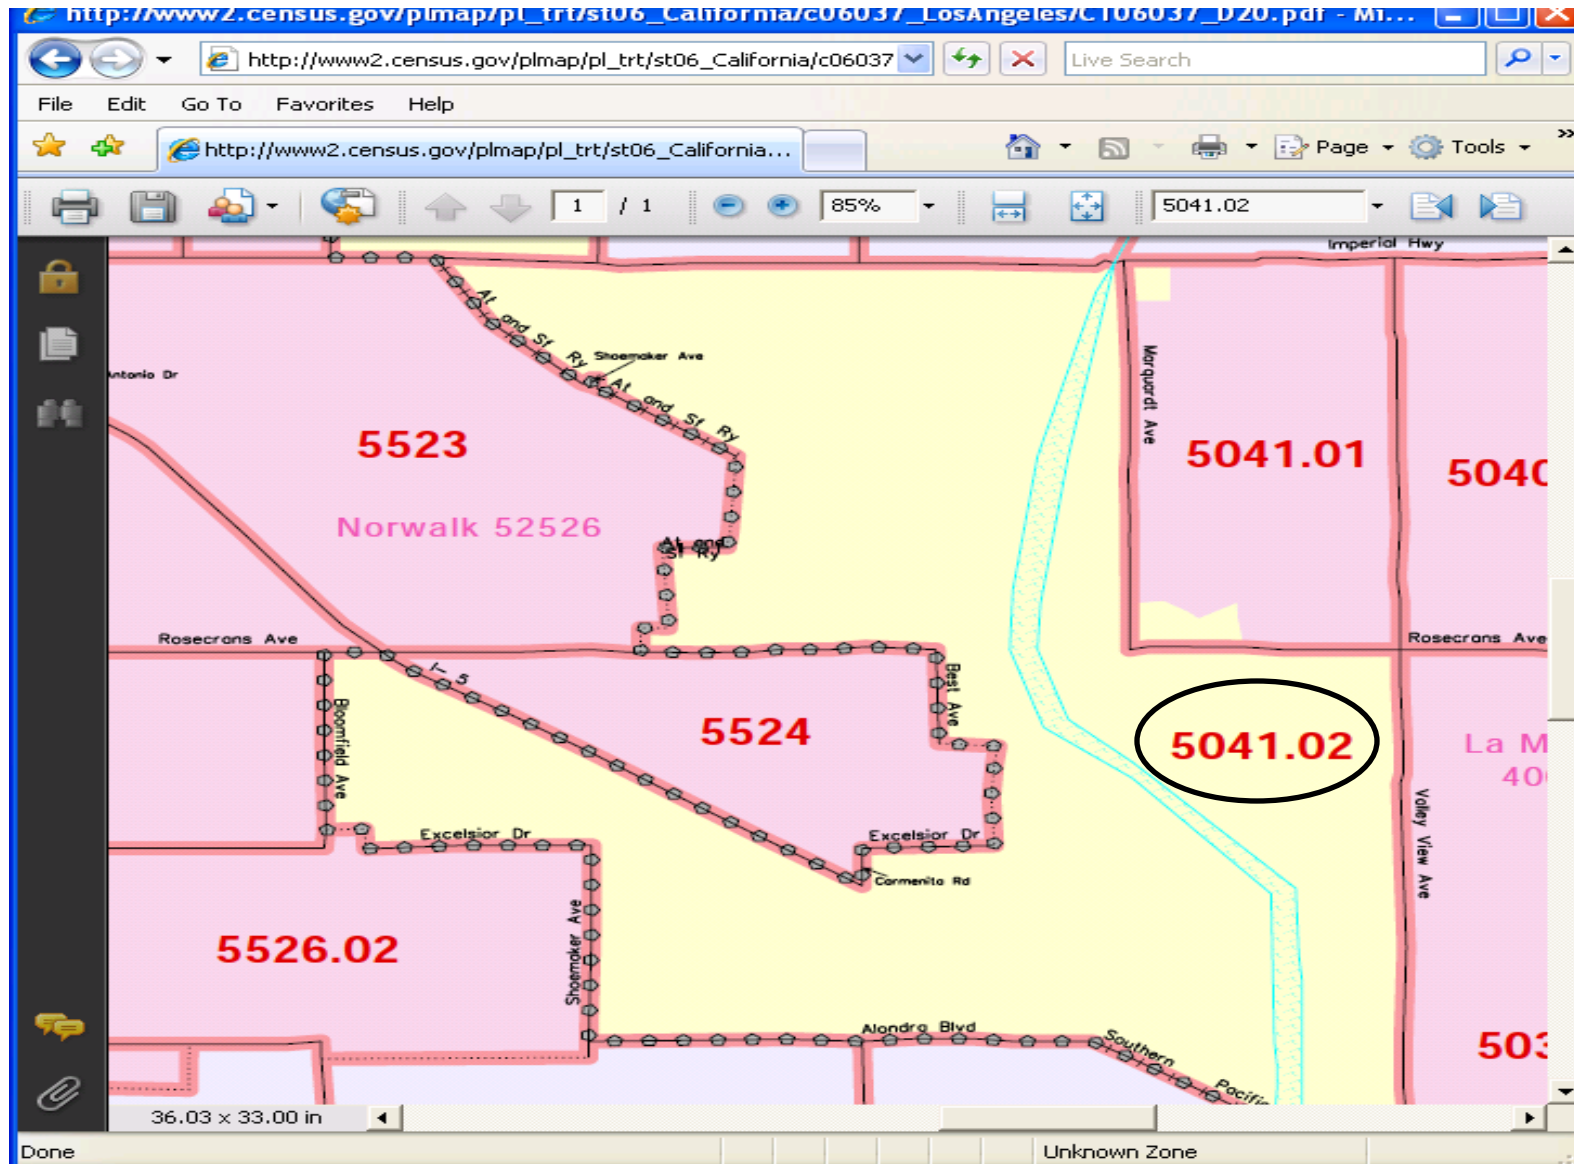 http://www2.census.gov/plmap/pl_trt/st06_California/c06037_LosAngeles/CT06037_D20.pdf - Mi...
http://www2.census.gov/plmap/pl_trt/st06_California/c06037
Live Search
File Edit Go To Favorites Help
http://www2.census.gov/plmap/pl_trt/st06_California...
Page Tools »
1 / 1 85% 5041.02
Imperial Hwy
At and Sf Ry
Shoemaker Ave
At and Sf Ry
Antonio Dr
Marquardt Ave
5523
5041.01
5040
Norwalk 52526
At and
Sf Ry
Rosecrans Ave
Rosecrans Ave
I-5
Best Ave
Bloomfield Ave
5524
5041.02
La M
40
Valley View Ave
Excelsior Dr
Excelsior Dr
Carmenita Rd
Shoemaker Ave
5526.02
Alondra Blvd
Southern Pacific
503
36.03 x 33.00 in
Done
Unknown Zone